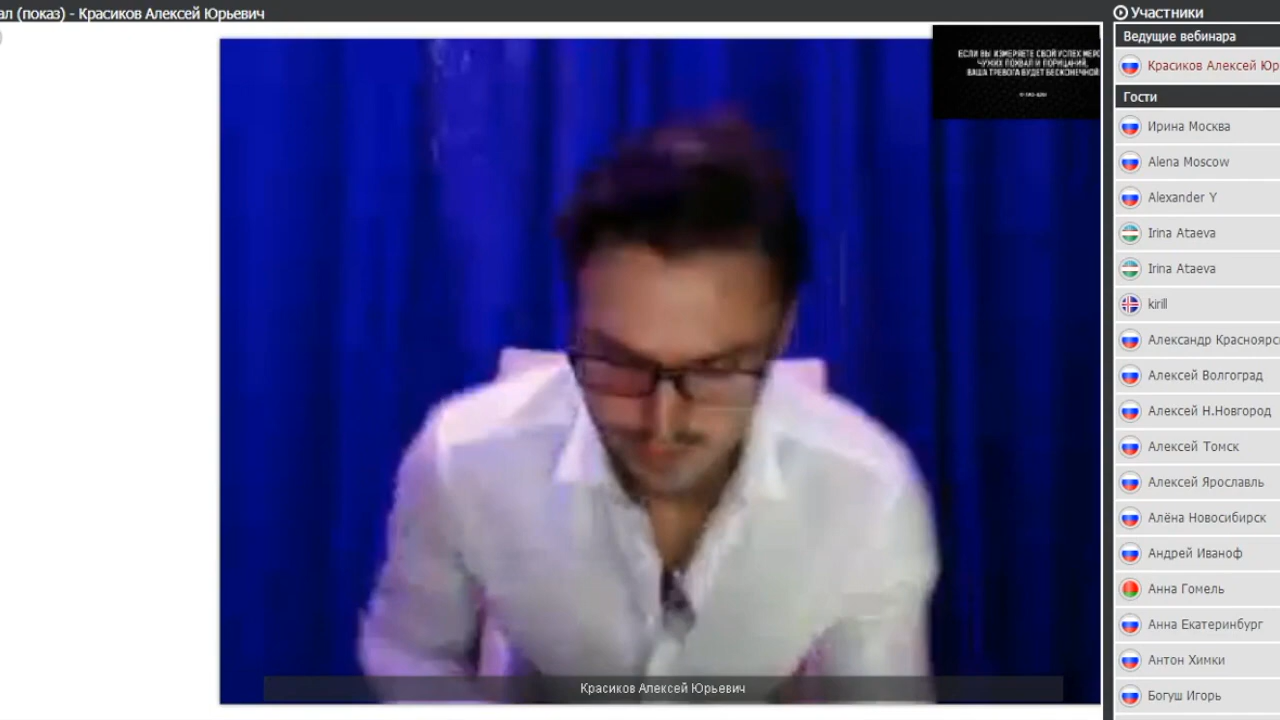 ал (показ) - Красиков Алексей Юрьевич
ЕСЛИ ВЫ ИЗМЕРЯЕТЕ СВОЙ УСПЕХ МЕРО
ЧУЖИХ ПОХВАЛ И ПОРИЦАНИЙ,
ВАША ТРЕВОГА БУДЕТ БЕСКОНЕЧНОЙ
Красиков Алексей Юрьевич
Участники
Ведущие вебинара
Красиков Алексей Юр
Гости
Ирина Москва
Alena Moscow
Alexander Y
Irina Ataeva
Irina Ataeva
kirill
Александр Красноярс
Алексей Волгоград
Алексей Н.Новгород
Алексей Томск
Алексей Ярославль
Алёна Новосибирск
Андрей Иваноф
Анна Гомель
Анна Екатеринбург
Антон Химки
Богуш Игорь